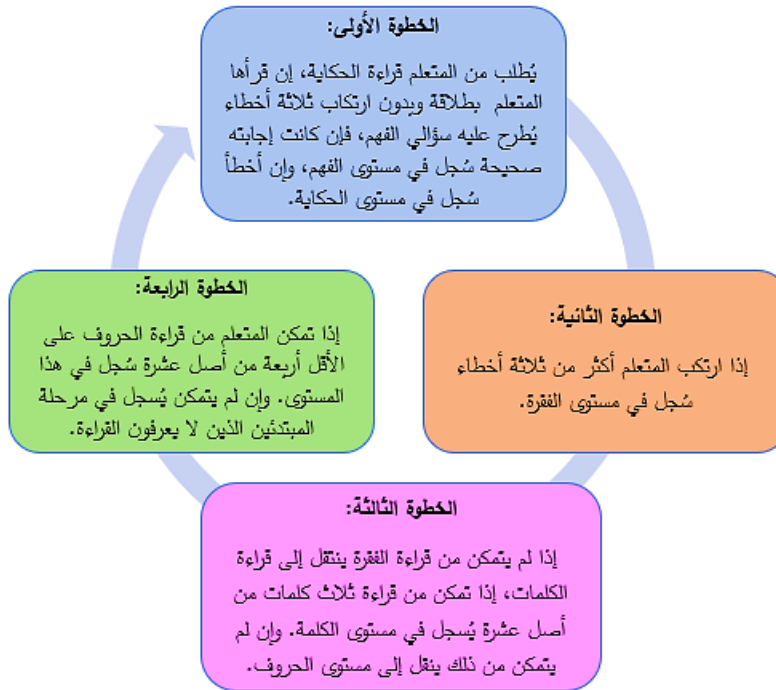 الخطوة الأولى:
يُطلب من المتعلم قراءة الحكاية، إن قرأها
المتعلم بطلاقة وبدون ارتكاب ثلاثة أخطاء
يُطرح عليه سؤالي الفهم، فإن كانت إجابته
صحيحة سُجل في مستوى الفهم، وإن أخطأ
سُجل في مستوى الحكاية.
الخطوة الثانية:
إذا ارتكب المتعلم أكثر من ثلاثة أخطاء
سُجل في مستوى الفقرة.
الخطوة الثالثة:
إذا لم يتمكن من قراءة الفقرة ينتقل إلى قراءة
الكلمات، إذا تمكن من قراءة ثلاث كلمات من
أصل عشرة يُسجل في مستوى الكلمة. وإن لم
يتمكن من ذلك ينقل إلى مستوى الحروف.
الخطوة الرابعة:
إذا تمكن المتعلم من قراءة الحروف على
الأقل أربعة من أصل عشرة سُجل في هذا
المستوى. وإن لم يتمكن يُسجل في مرحلة
المبتدئين الذين لا يعرفون القراءة.